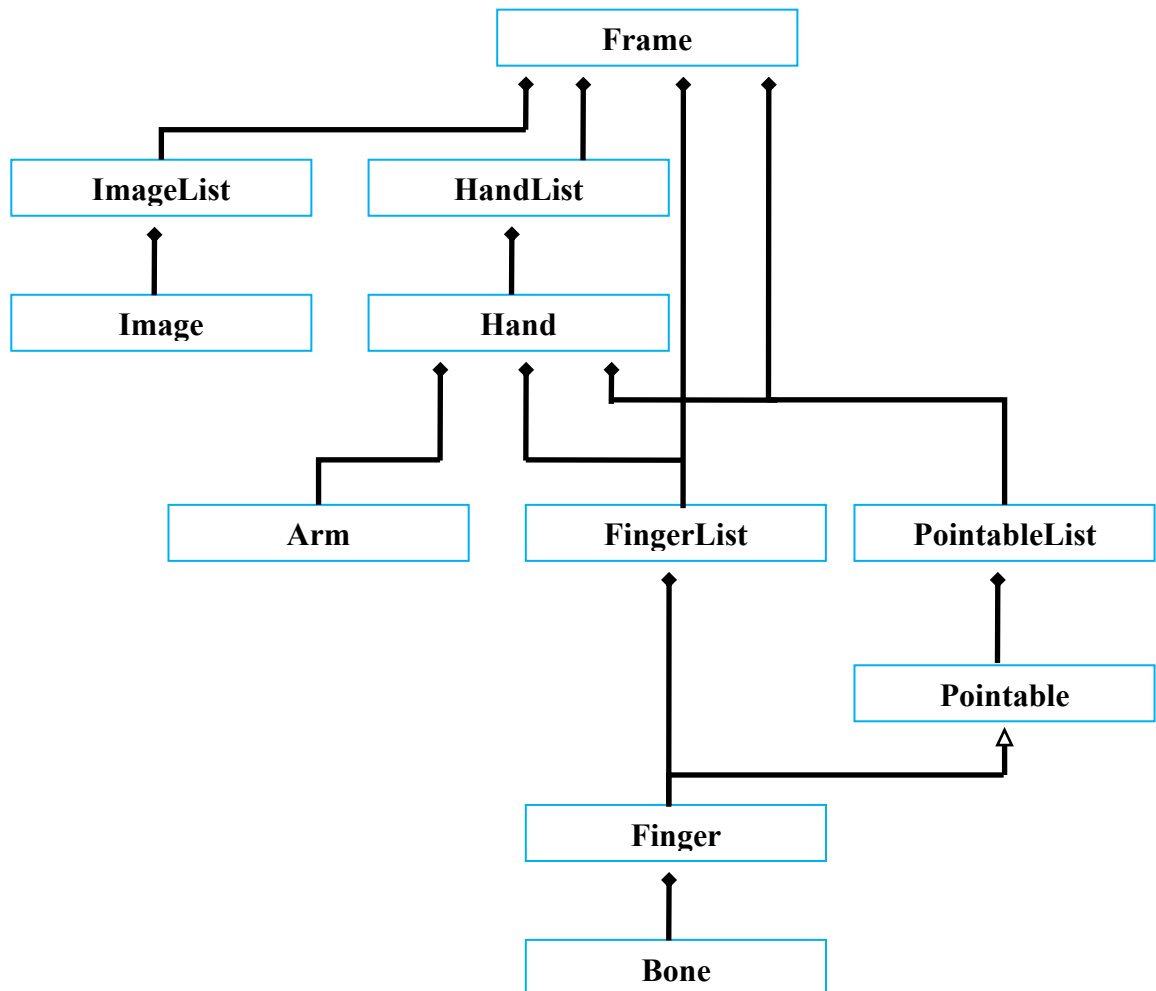 Frame
ImageList
HandList
Image
Hand
Arm
FingerList
PointableList
Pointable
Finger
Bone